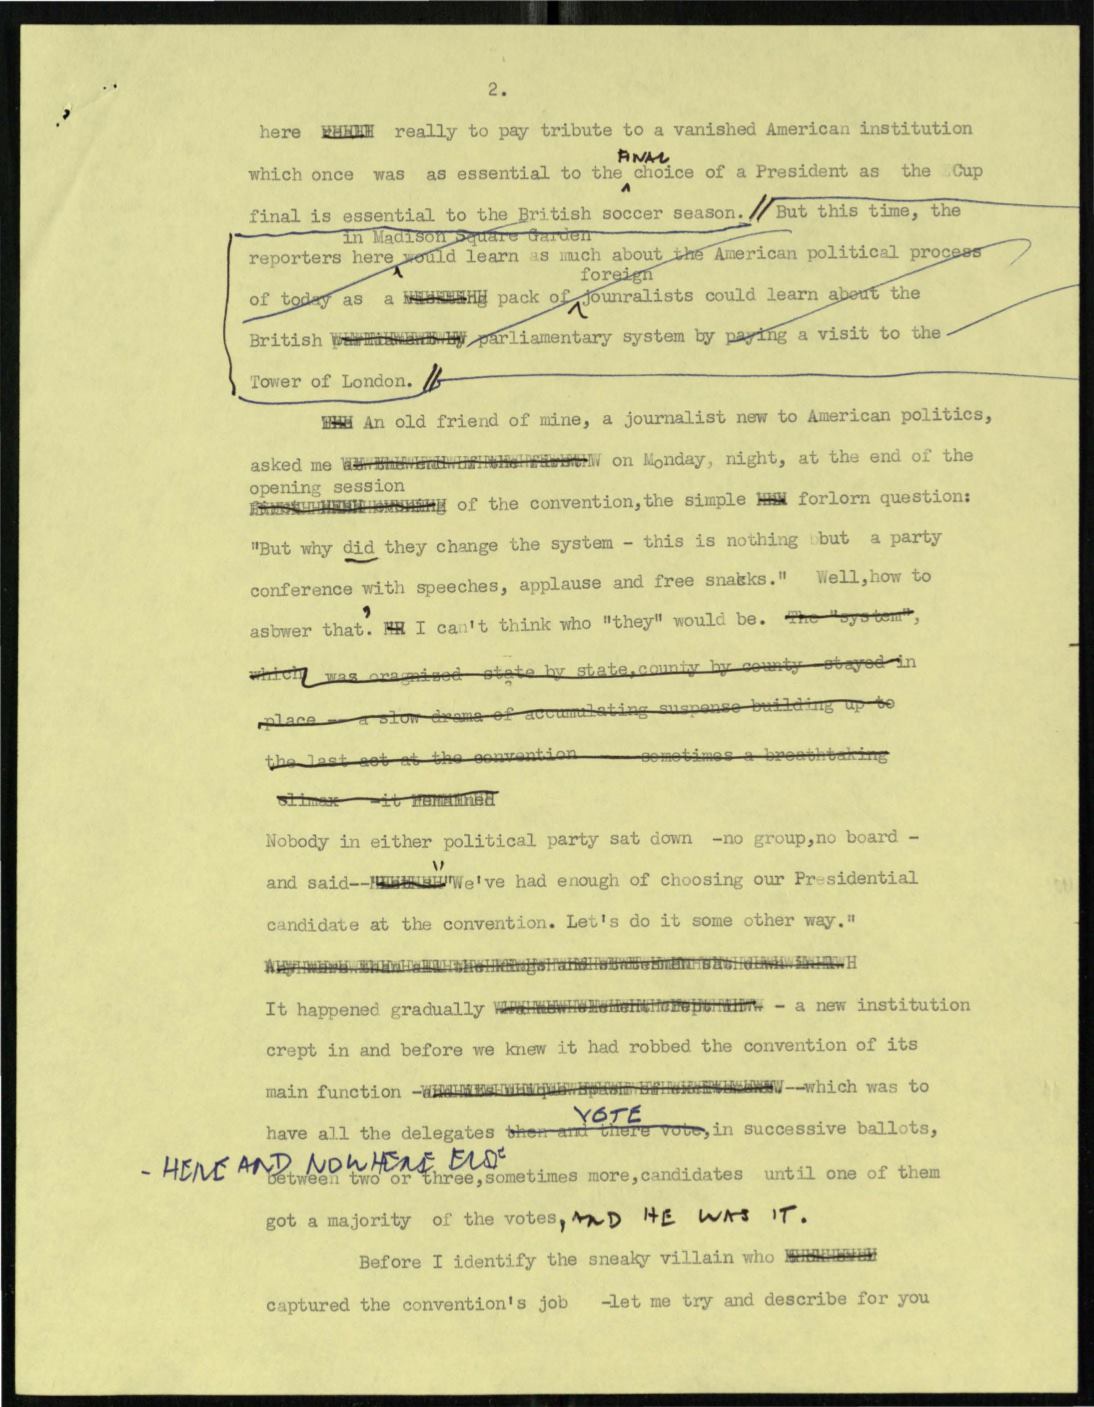 2.
here really to pay tribute to a vanished American institution
FINAL
which once was as essential to the choice of a President as the Cup
final is essential to the British soccer season. // But this time, the
in Madison Square Garden
reporters here would learn as much about the American political process
foreign
of today as a pack of jounralists could learn about the
British parliamentary system by paying a visit to the
Tower of London. //
An old friend of mine, a journalist new to American politics,
asked me on Monday, night, at the end of the
opening session
of the convention,the simple forlorn question:
"But why did they change the system - this is nothing but a party
conference with speeches, applause and free snakks." Well,how to
asbwer that'. I can't think who "they" would be. The "system",
which was oragnized state by state,county by county stayed in
place -- a slow drama of accumulating suspense building up to
the last act at the convention sometimes a breathtaking
climax -it remained
Nobody in either political party sat down -no group,no board -
and said--"We've had enough of choosing our Presidential
candidate at the convention. Let's do it some other way."
It happened gradually - a new institution
crept in and before we knew it had robbed the convention of its
main function ---which was to
VOTE
have all the delegates then and there vote,in successive ballots,
- HERE AND NOWHERE ELSE
between two or three,sometimes more,candidates until one of them
got a majority of the votes, AND HE WAS IT.
Before I identify the sneaky villain who
captured the convention's job -let me try and describe for you